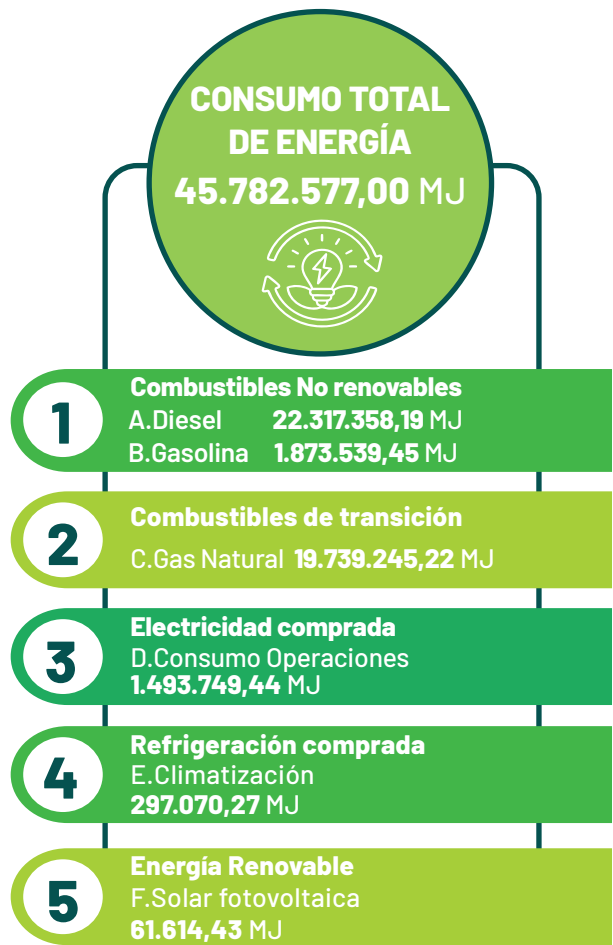 CONSUMO TOTAL
DE ENERGÍA
45.782.577,00 MJ
1
Combustibles No renovables
A.Diesel 22.317.358,19 MJ
B.Gasolina 1.873.539,45 MJ
2
Combustibles de transición
C.Gas Natural 19.739.245,22 MJ
3
Electricidad comprada
D.Consumo Operaciones
1.493.749,44 MJ
4
Refrigeración comprada
E.Climatización
297.070,27 MJ
5
Energía Renovable
F.Solar fotovoltaica
61.614,43 MJ